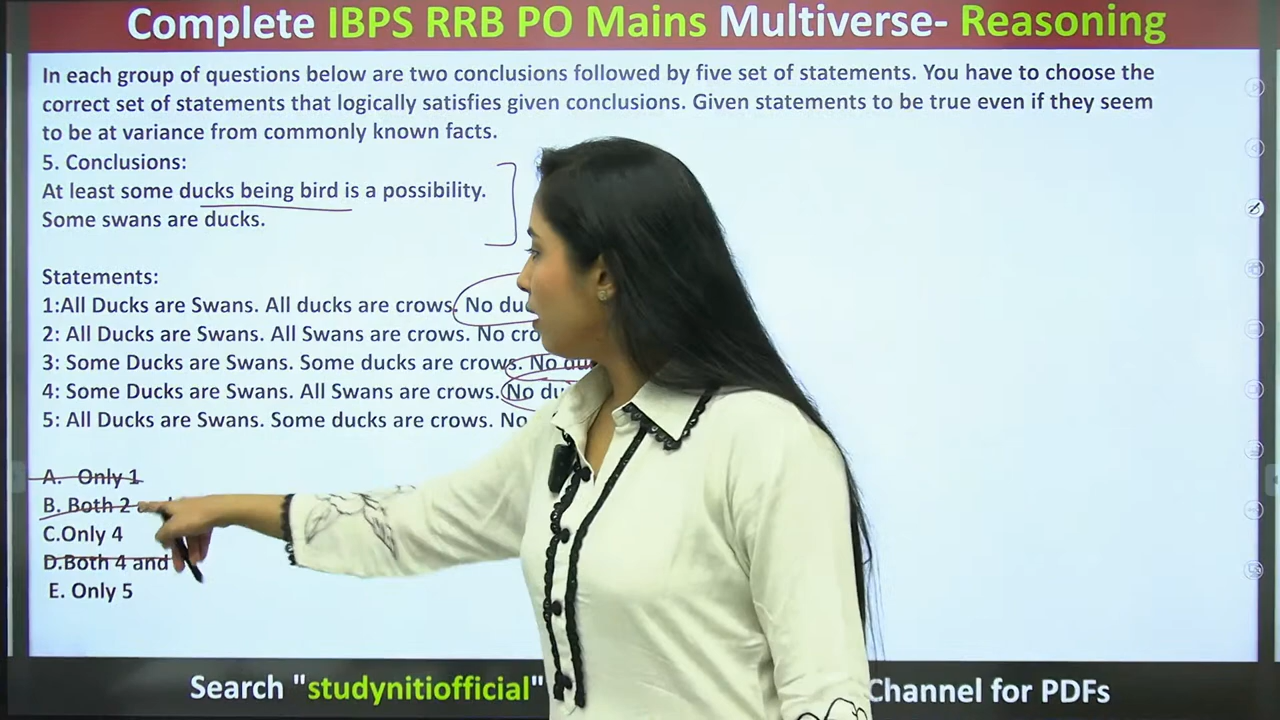 Complete IBPS RRB PO Mains Multiverse- Reasoning
In each group of questions below are two conclusions followed by five set of statements. You have to choose the
correct set of statements that logically satisfies given conclusions. Given statements to be true even if they seem
to be at variance from commonly known facts.
5. Conclusions:
At least some ducks being bird is a possibility.
Some swans are ducks.
Statements:
1:All Ducks are Swans. All ducks are crows. No
2: All Ducks are Swans. All Swans are crows. No
3: Some Ducks are Swans. Some ducks are crows. No
4: Some Ducks are Swans. All Swans are crows. No
5: All Ducks are Swans. Some ducks are crows. No
A. Only 1
B. Both 2
C.Only 4
D.Both 4 and
E. Only 5
Search "studynitiofficial"
Channel for PDFs